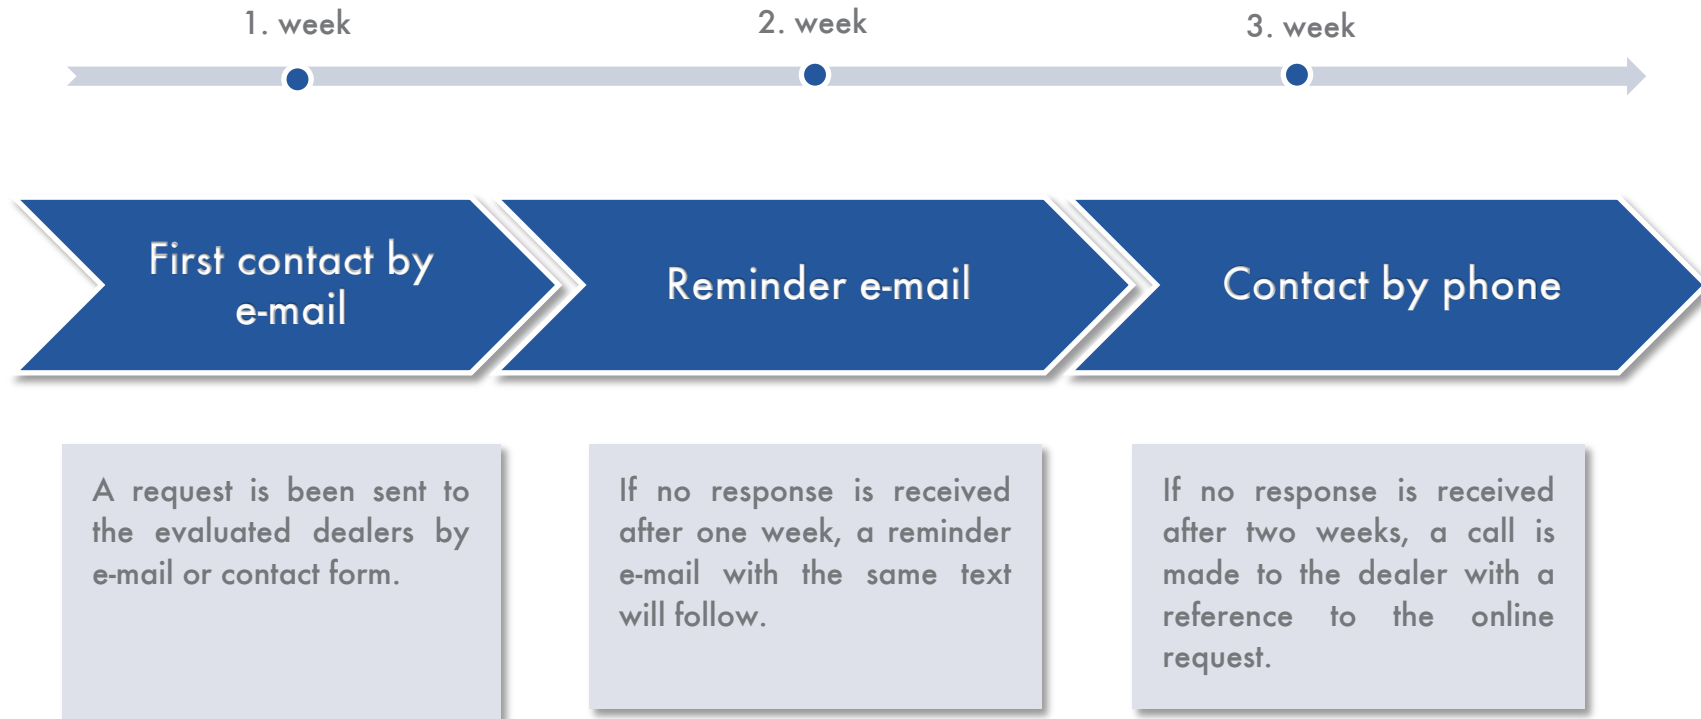 1. week
2. week
3. week
First contact by
e-mail
Reminder e-mail
Contact by phone
A request is been sent to
the evaluated dealers by
e-mail or contact form.
If no response is received
after one week, a reminder
e-mail with the same text
will follow.
If no response is received
after two weeks, a call is
made to the dealer with a
reference to the online
request.